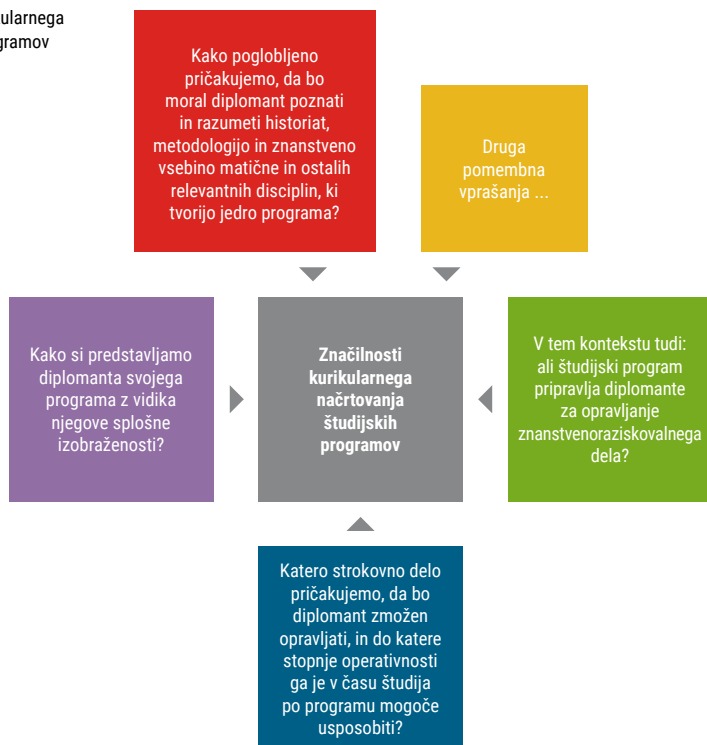 gramov
Kako poglobljeno
pričakujemo, da bo
moral diplomant poznati
in razumeti historiat,
metodologijo in znanstveno
vsebino matične in ostalih
relevantnih disciplin, ki
tvorijo jedro programa?
Druga
pomembna
vprašanja ...
Kako si predstavljamo
diplomanta svojega
programa z vidika
njegove splošne
izobraženosti?
Značilnosti
kurikularnega
načrtovanja
študijskih
programov
V tem kontekstu tudi:
ali študijski program
pripravlja diplomante
za opravljanje
znanstvenoraziskovalnega
dela?
Katero strokovno delo
pričakujemo, da bo
diplomant zmožen
opravljati, in do katere
stopnje operativnosti
ga je v času študija
po programu mogoče
usposobiti?